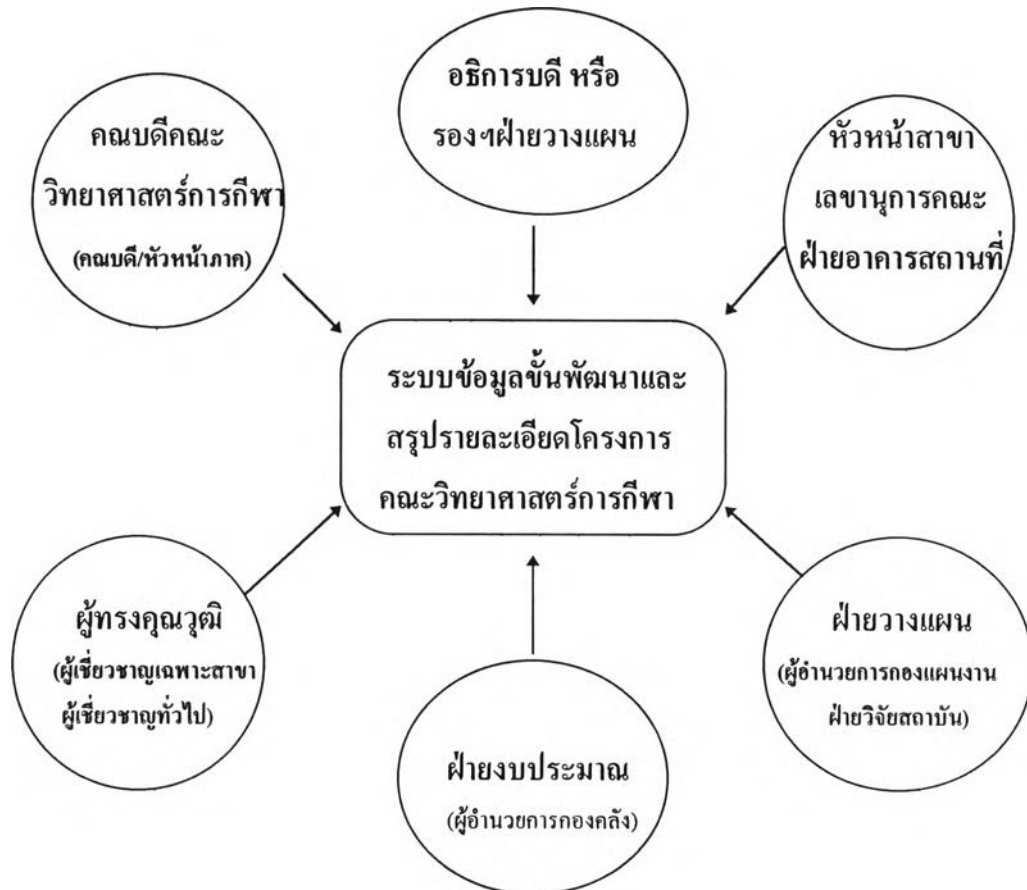 อธิการบดี หรือ
รองฯฝ่ายวางแผน
คณบดีคณะ
วิทยาศาสตร์การกีฬา
(คณบดี/หัวหน้าภาค)
หัวหน้าสาขา
เลขานุการคณะ
ฝ่ายอาคารสถานที่
ระบบข้อมูลขั้นพัฒนาและ
สรุปรายละเอียดโครงการ
คณะวิทยาศาสตร์การกีฬา
ผู้ทรงคุณวุฒิ
(ผู้เชี่ยวชาญเฉพาะสาขา
ผู้เชี่ยวชาญทั่วไป)
ฝ่ายวางแผน
(ผู้อำนวยการกองแผนงาน
ฝ่ายวิจัยสถาบัน)
ฝ่ายงบประมาณ
(ผู้อำนวยการกองคลัง)